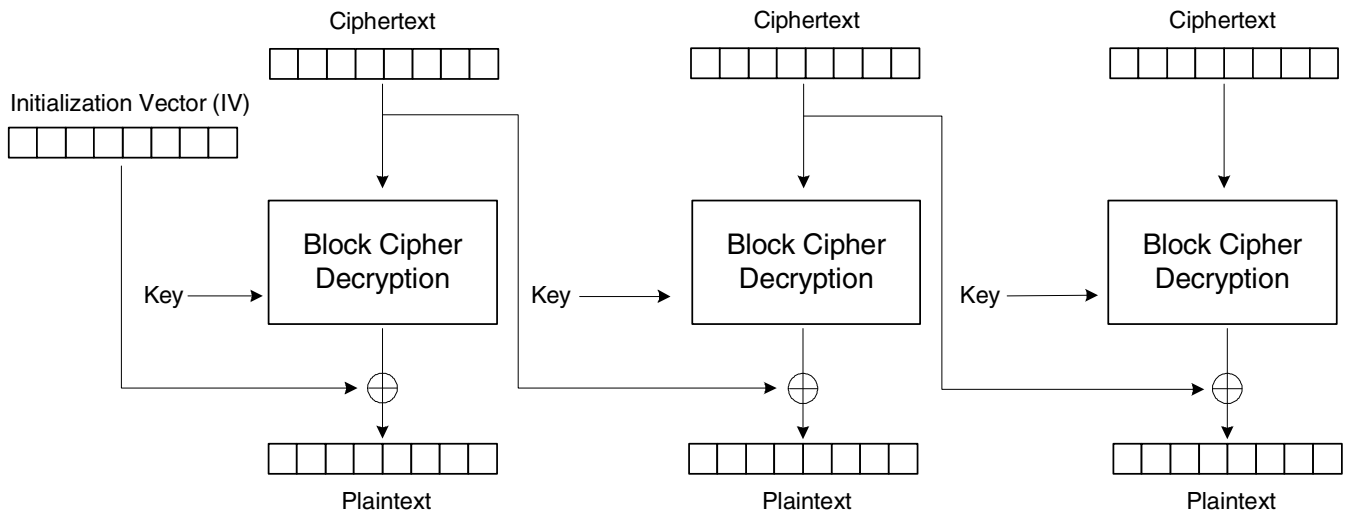 Ciphertext
Ciphertext
Ciphertext
Initialization Vector (IV)
Block Cipher
Decryption
Block Cipher
Decryption
Block Cipher
Decryption
Key
Key
Key
Plaintext
Plaintext
Plaintext